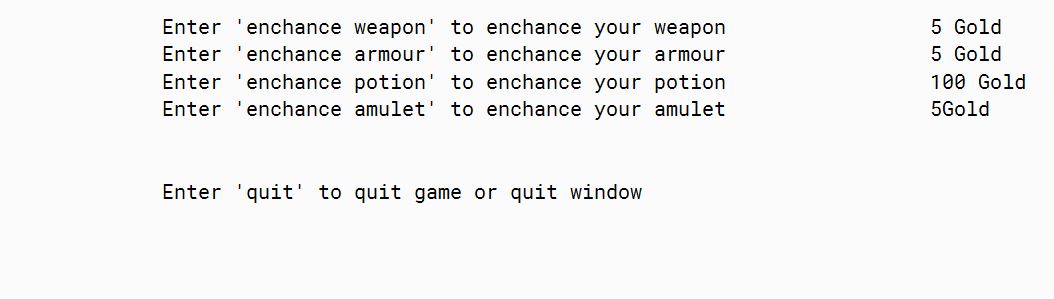 Enter 'enchance weapon' to enchance your weapon 5 Gold
Enter 'enchance armour' to enchance your armour 5 Gold
Enter 'enchance potion' to enchance your potion 100 Gold
Enter 'enchance amulet' to enchance your amulet 5Gold
Enter 'quit' to quit game or quit window